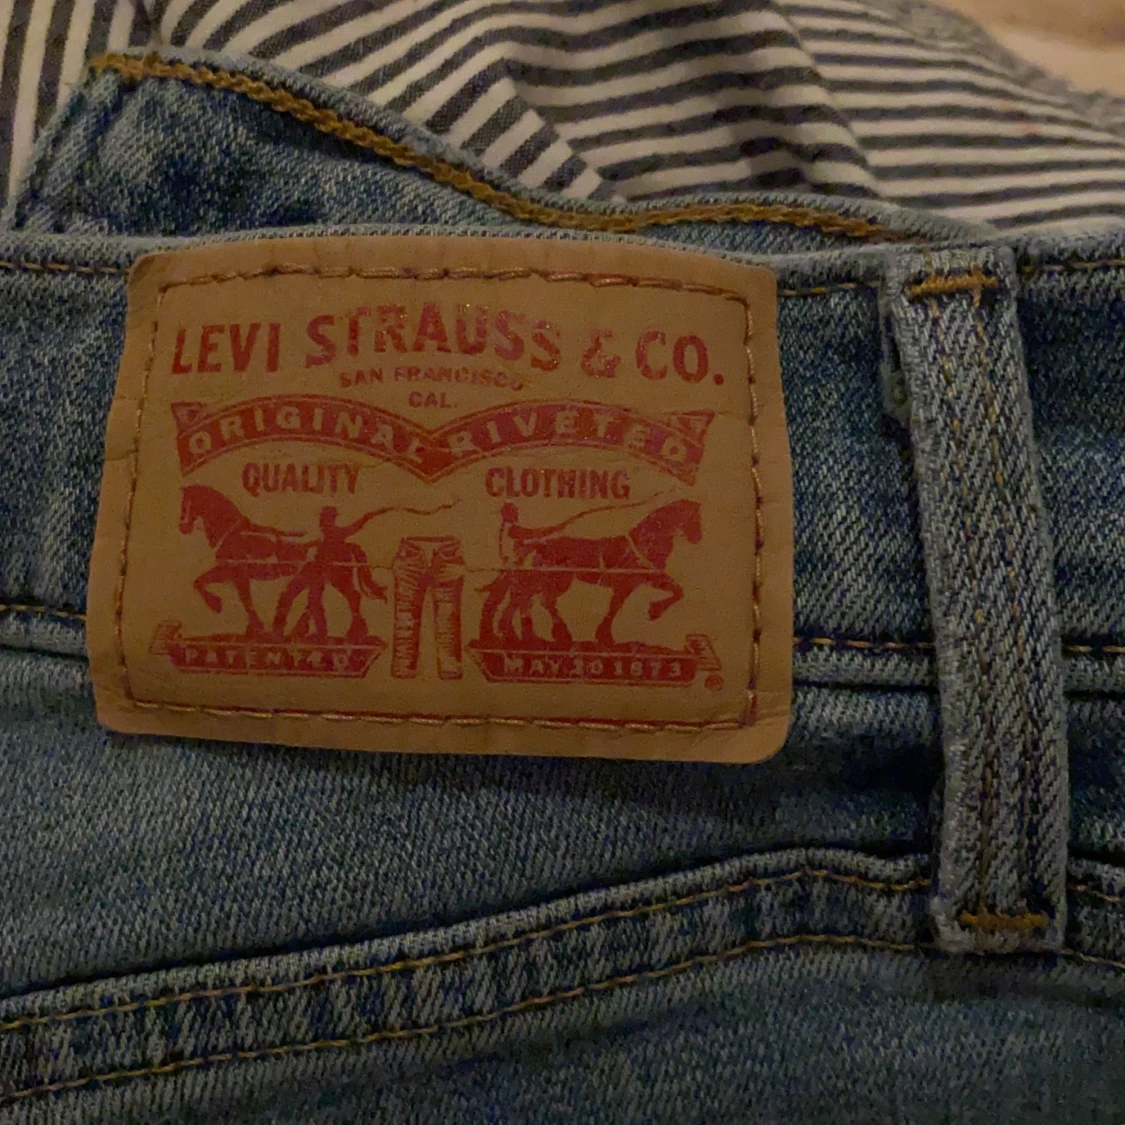 LEVI STRAUSS & CO.
SAN FRANCISCO
CAL.
ORIGINAL RIVETED
QUALITY CLOTHING
PATENTED MAY 20 1873 ®